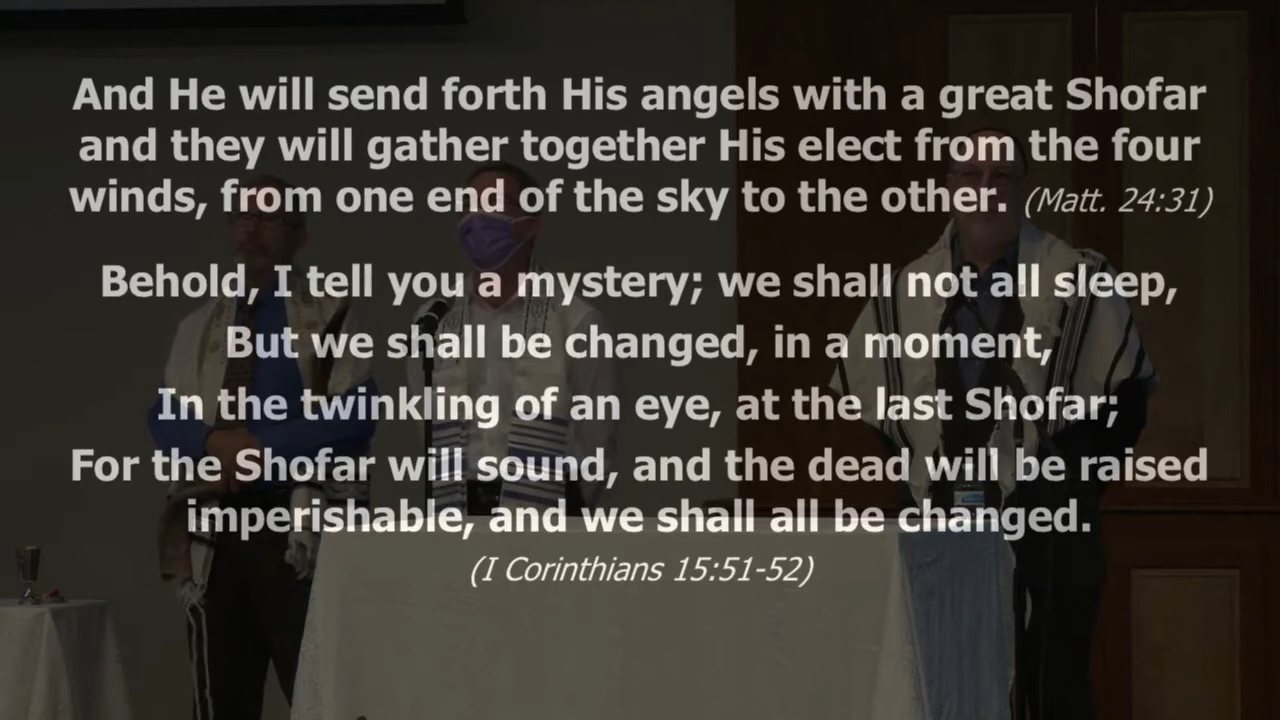 And He will send forth His angels with a great Shofar
and they will gather together His elect from the four
winds, from one end of the sky to the other. (Matt. 24:31)
Behold, I tell you a mystery; we shall not all sleep,
But we shall be changed, in a moment,
In the twinkling of an eye, at the last Shofar;
For the Shofar will sound, and the dead will be raised
imperishable, and we shall all be changed.
(I Corinthians 15:51-52)